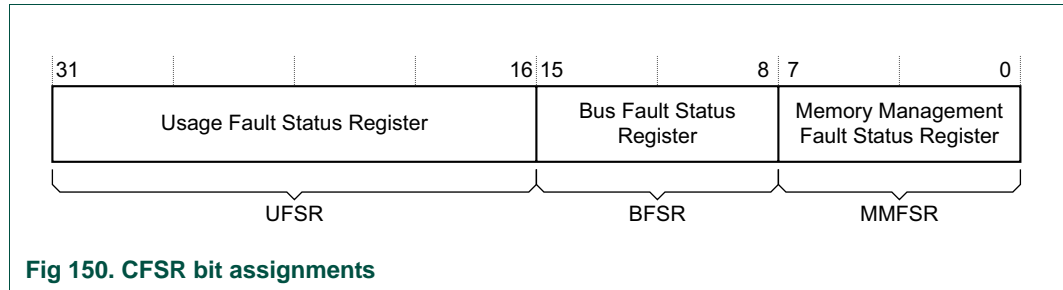 31 16 15 8 7 0
Usage Fault Status Register
Bus Fault Status
Register
Memory Management
Fault Status Register
UFSR BFSR MMFSR
Fig 150. CFSR bit assignments